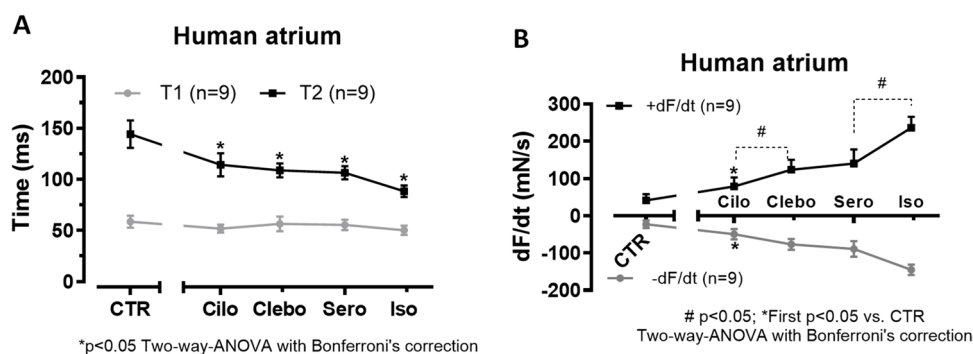 A
Human atrium
T1 (n=9) T2 (n=9)
200
150
100
50
0
Time (ms)
* * * *
CTR Cilo Clebo Sero Iso
*p<0.05 Two-way-ANOVA with Bonferroni's correction
B
Human atrium
+dF/dt (n=9)
300
200
100
0
-100
-200
dF/dt (mN/s)
# #
*
Cilo Clebo Sero Iso
CTR
*
-dF/dt (n=9)
# p<0.05; *First p<0.05 vs. CTR
Two-way-ANOVA with Bonferroni's correction